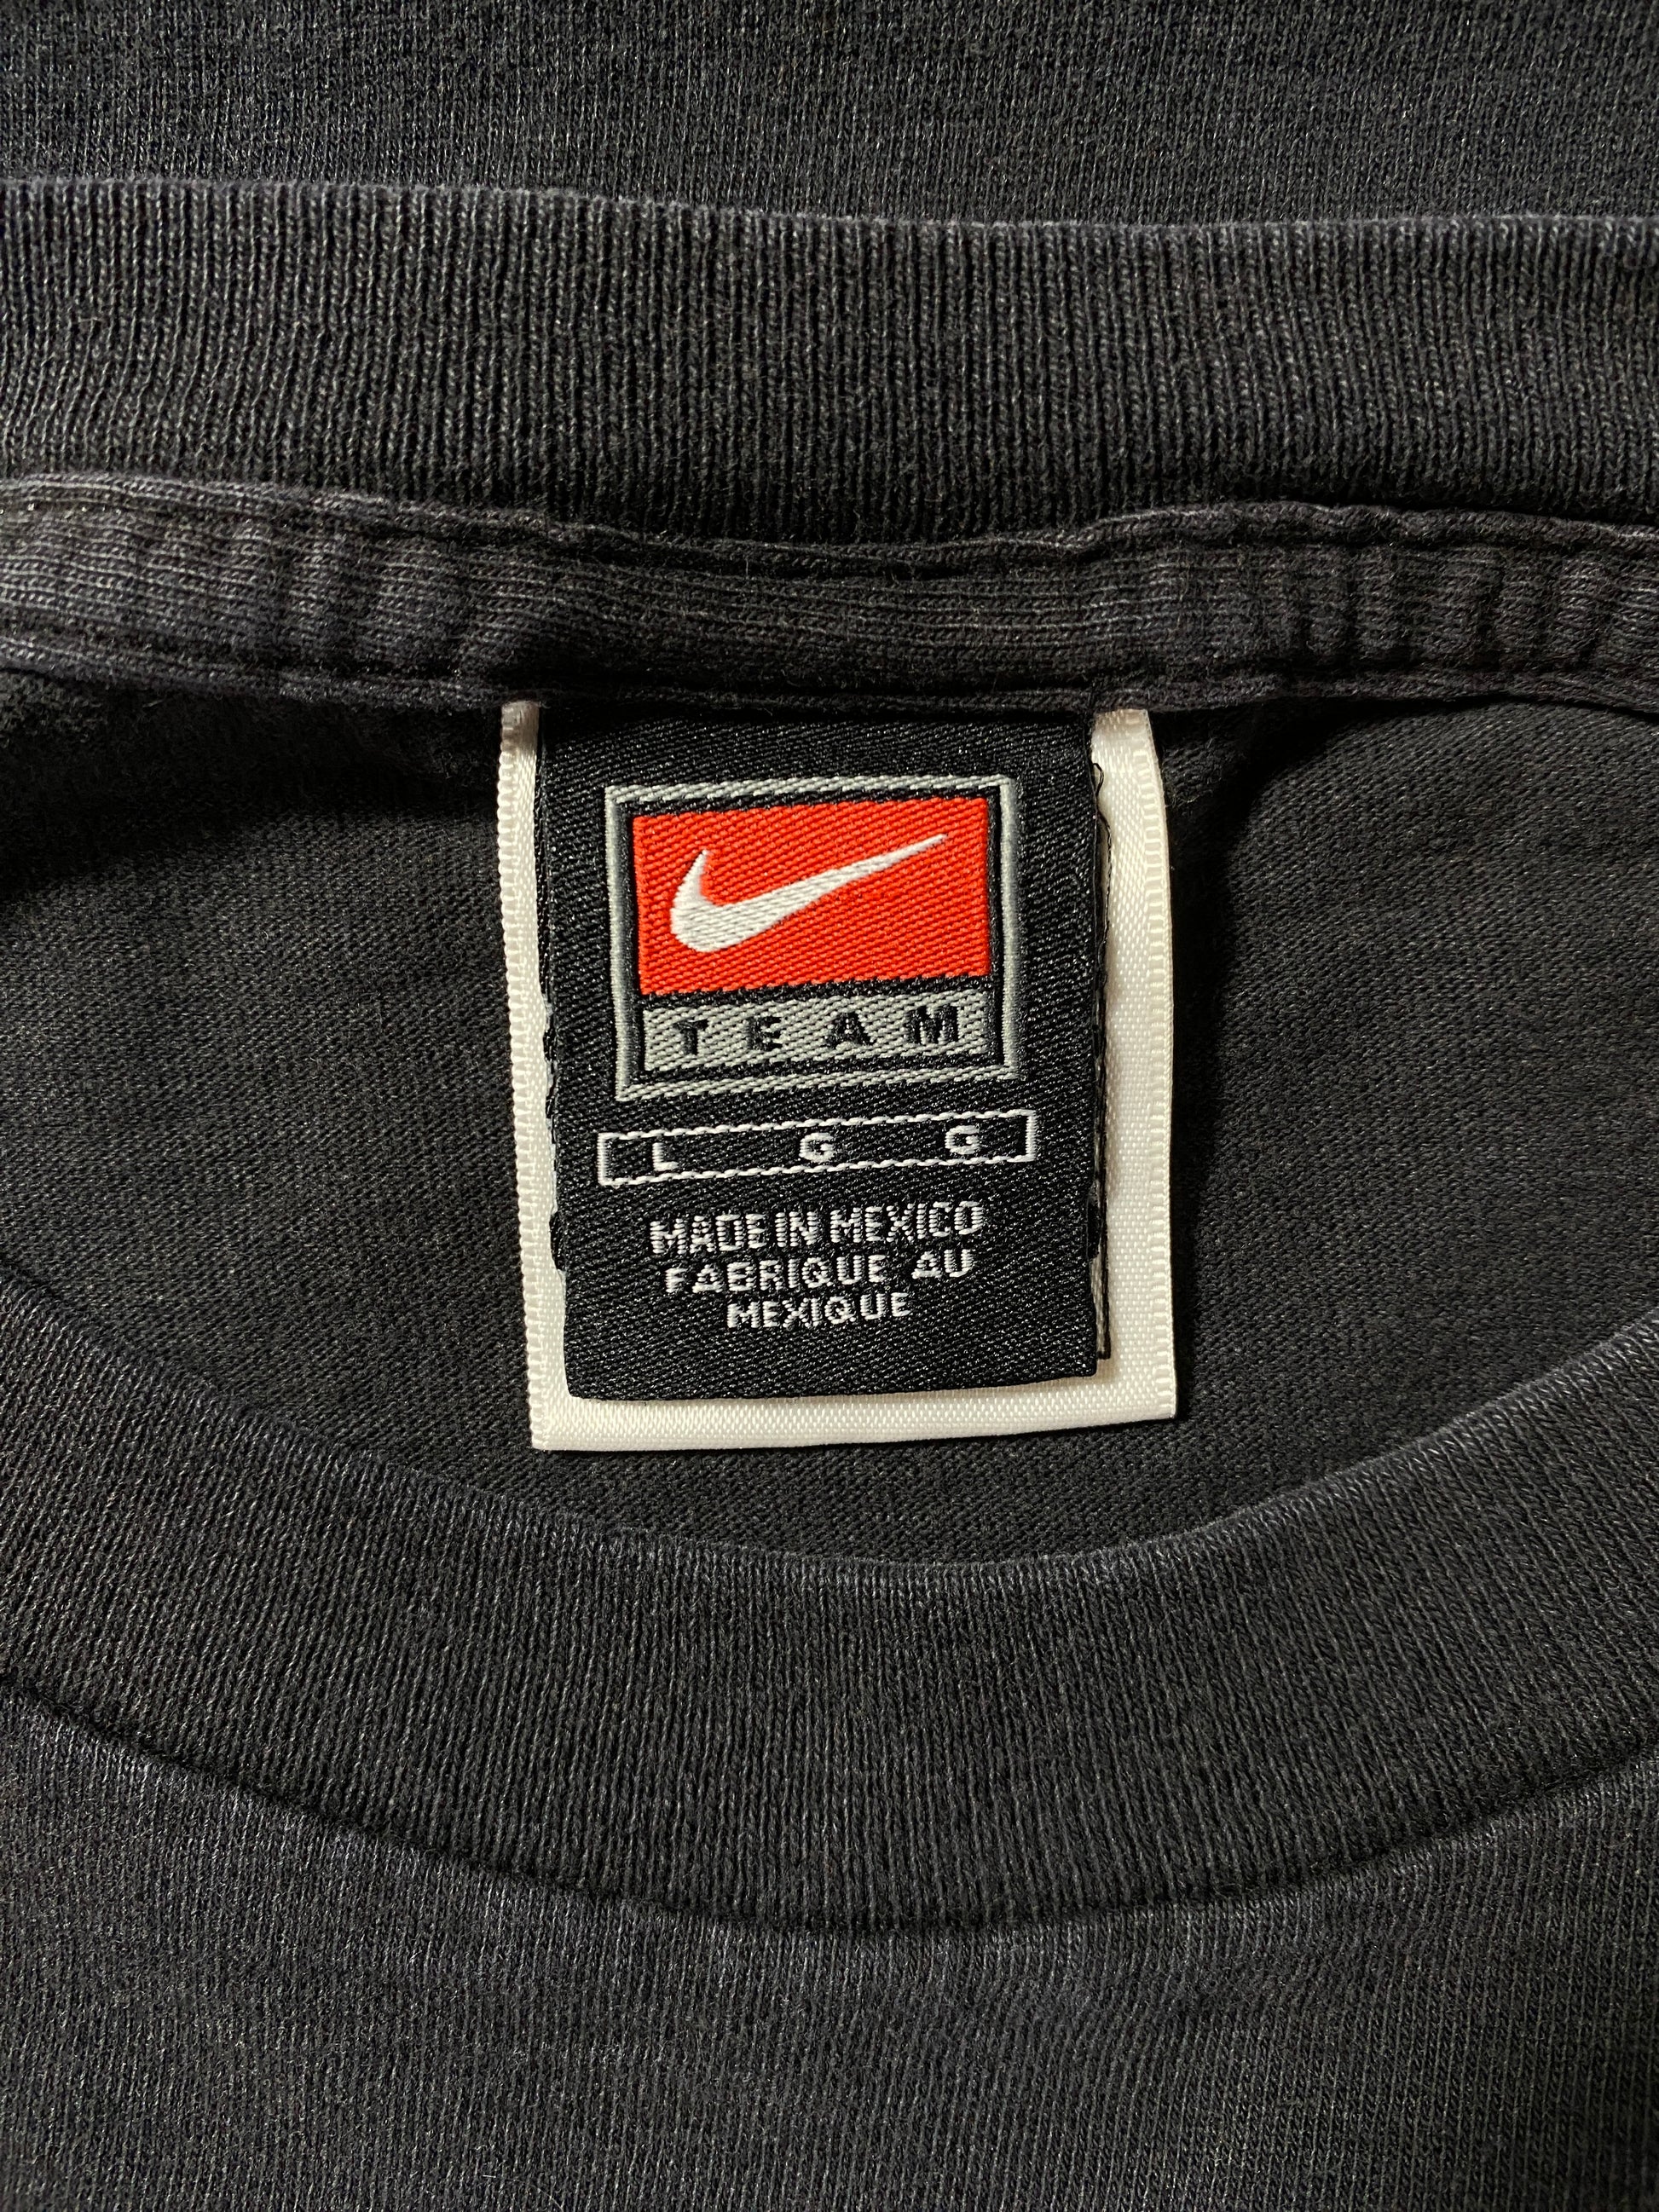 TEAM
L G G
MADE IN MEXICO
FABRIQUE AU
MEXIQUE